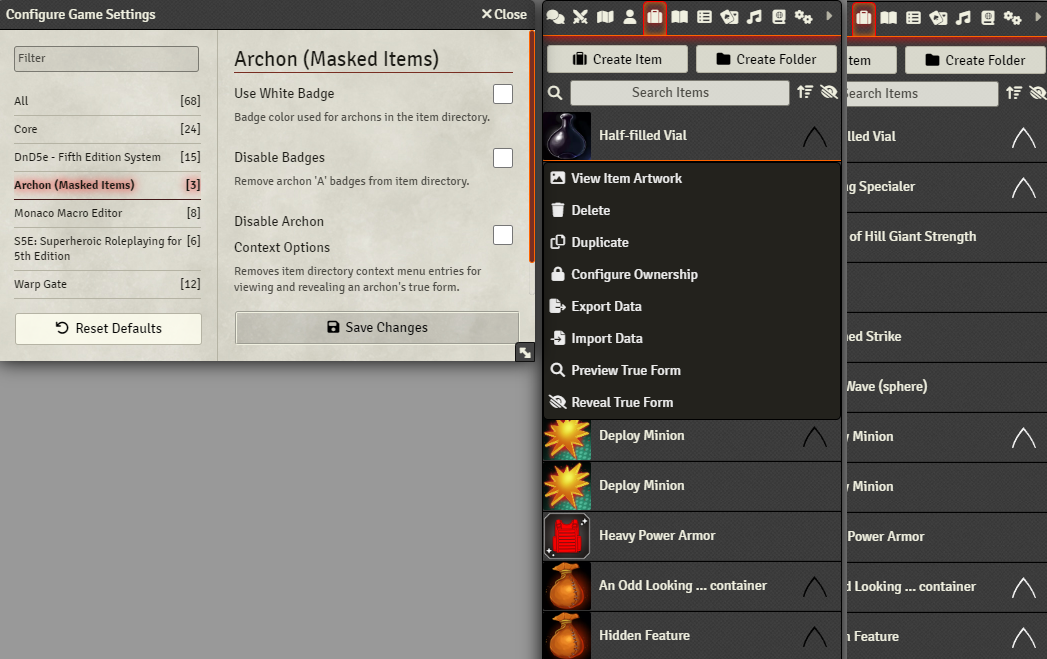 Configure Game Settings
Close
Filter
All [68]
Core [24]
DnD5e - Fifth Edition System [15]
Archon (Masked Items) [3]
Monaco Macro Editor [8]
S5E: Superheroic Roleplaying for [6]
5th Edition
Warp Gate [12]
Reset Defaults
Archon (Masked Items)
Use White Badge
Badge color used for archons in the item directory.
Disable Badges
Remove archon 'A' badges from item directory.
Disable Archon
Context Options
Removes item directory context menu entries for
viewing and revealing an archon's true form.
Save Changes
Create Item
Create Folder
Search Items
Half-filled Vial
View Item Artwork
Delete
Duplicate
Configure Ownership
Export Data
Import Data
Preview True Form
Reveal True Form
Deploy Minion
Deploy Minion
Heavy Power Armor
An Odd Looking ... container
Hidden Feature
tem
Create Folder
Search Items
lled Vial
g Specialer
of Hill Giant Strength
ed Strike
Wave (sphere)
y Minion
y Minion
Power Armor
d Looking ... container
n Feature